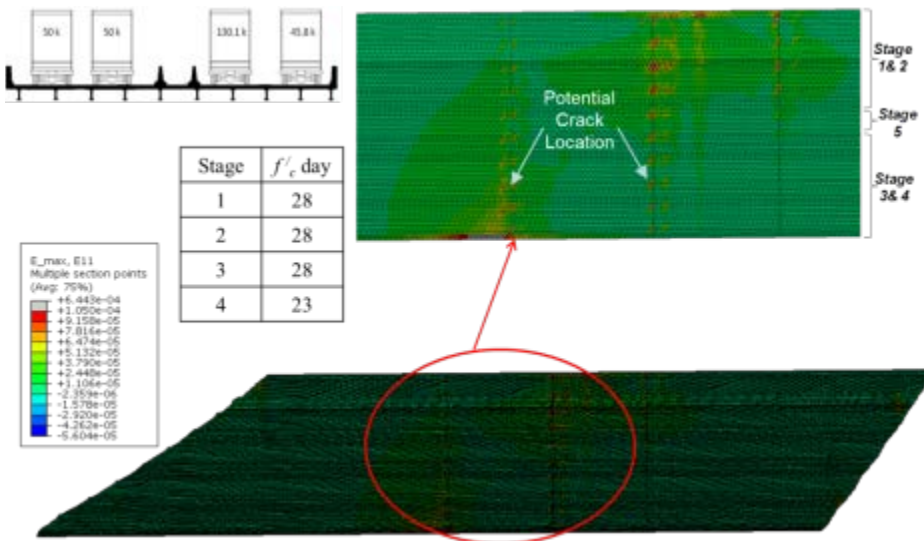 50 k
50 k
130.1 k
45.8 k
Stage
1& 2
Stage
5
Stage
3& 4
Potential
Crack
Location
Stage f′c day
1 28
2 28
3 28
4 23
E_max, E11
Multiple section points
(Avg: 75%)
+6.443e-04
+1.050e-04
+9.158e-05
+7.816e-05
+6.474e-05
+5.132e-05
+3.790e-05
+2.448e-05
+1.106e-05
-2.359e-06
-1.578e-05
-2.920e-05
-4.262e-05
-5.604e-05